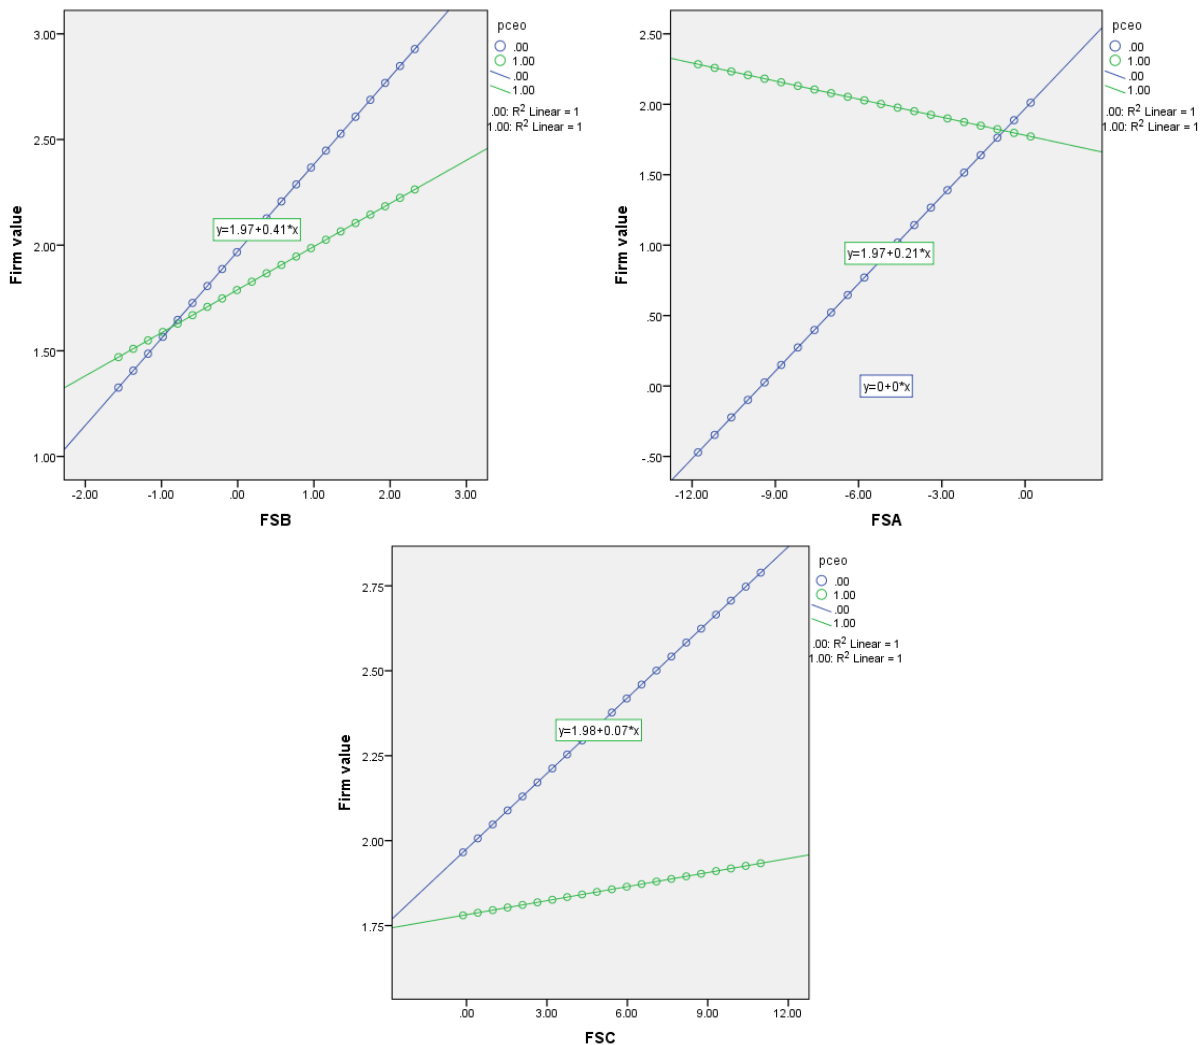 3.00
2.50
2.00
1.50
1.00
Firm value
y=1.97+0.41*x
-2.00 -1.00 .00 1.00 2.00 3.00
FSB
pceo
.00
1.00
.00
1.00
.00: R² Linear = 1
1.00: R² Linear = 1
2.50
2.00
1.50
1.00
.50
.00
-.50
Firm value
y=1.97+0.21*x
y=0+0*x
-12.00 -9.00 -6.00 -3.00 .00
FSA
pceo
.00
1.00
.00
1.00
.00: R² Linear = 1
1.00: R² Linear = 1
2.75
2.50
2.25
2.00
1.75
Firm value
y=1.98+0.07*x
.00 3.00 6.00 9.00 12.00
FSC
pceo
.00
1.00
.00
1.00
.00: R² Linear = 1
1.00: R² Linear = 1